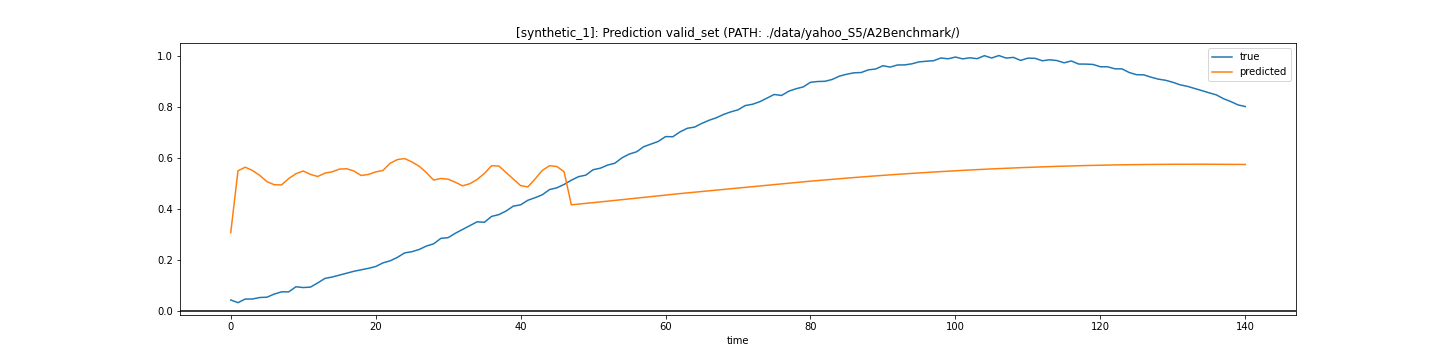 [synthetic_1]: Prediction valid_set (PATH: ./data/yahoo_S5/A2Benchmark/)
true
predicted
1.0
0.8
0.6
0.4
0.2
0.0
0 20 40 60 80 100 120 140
time